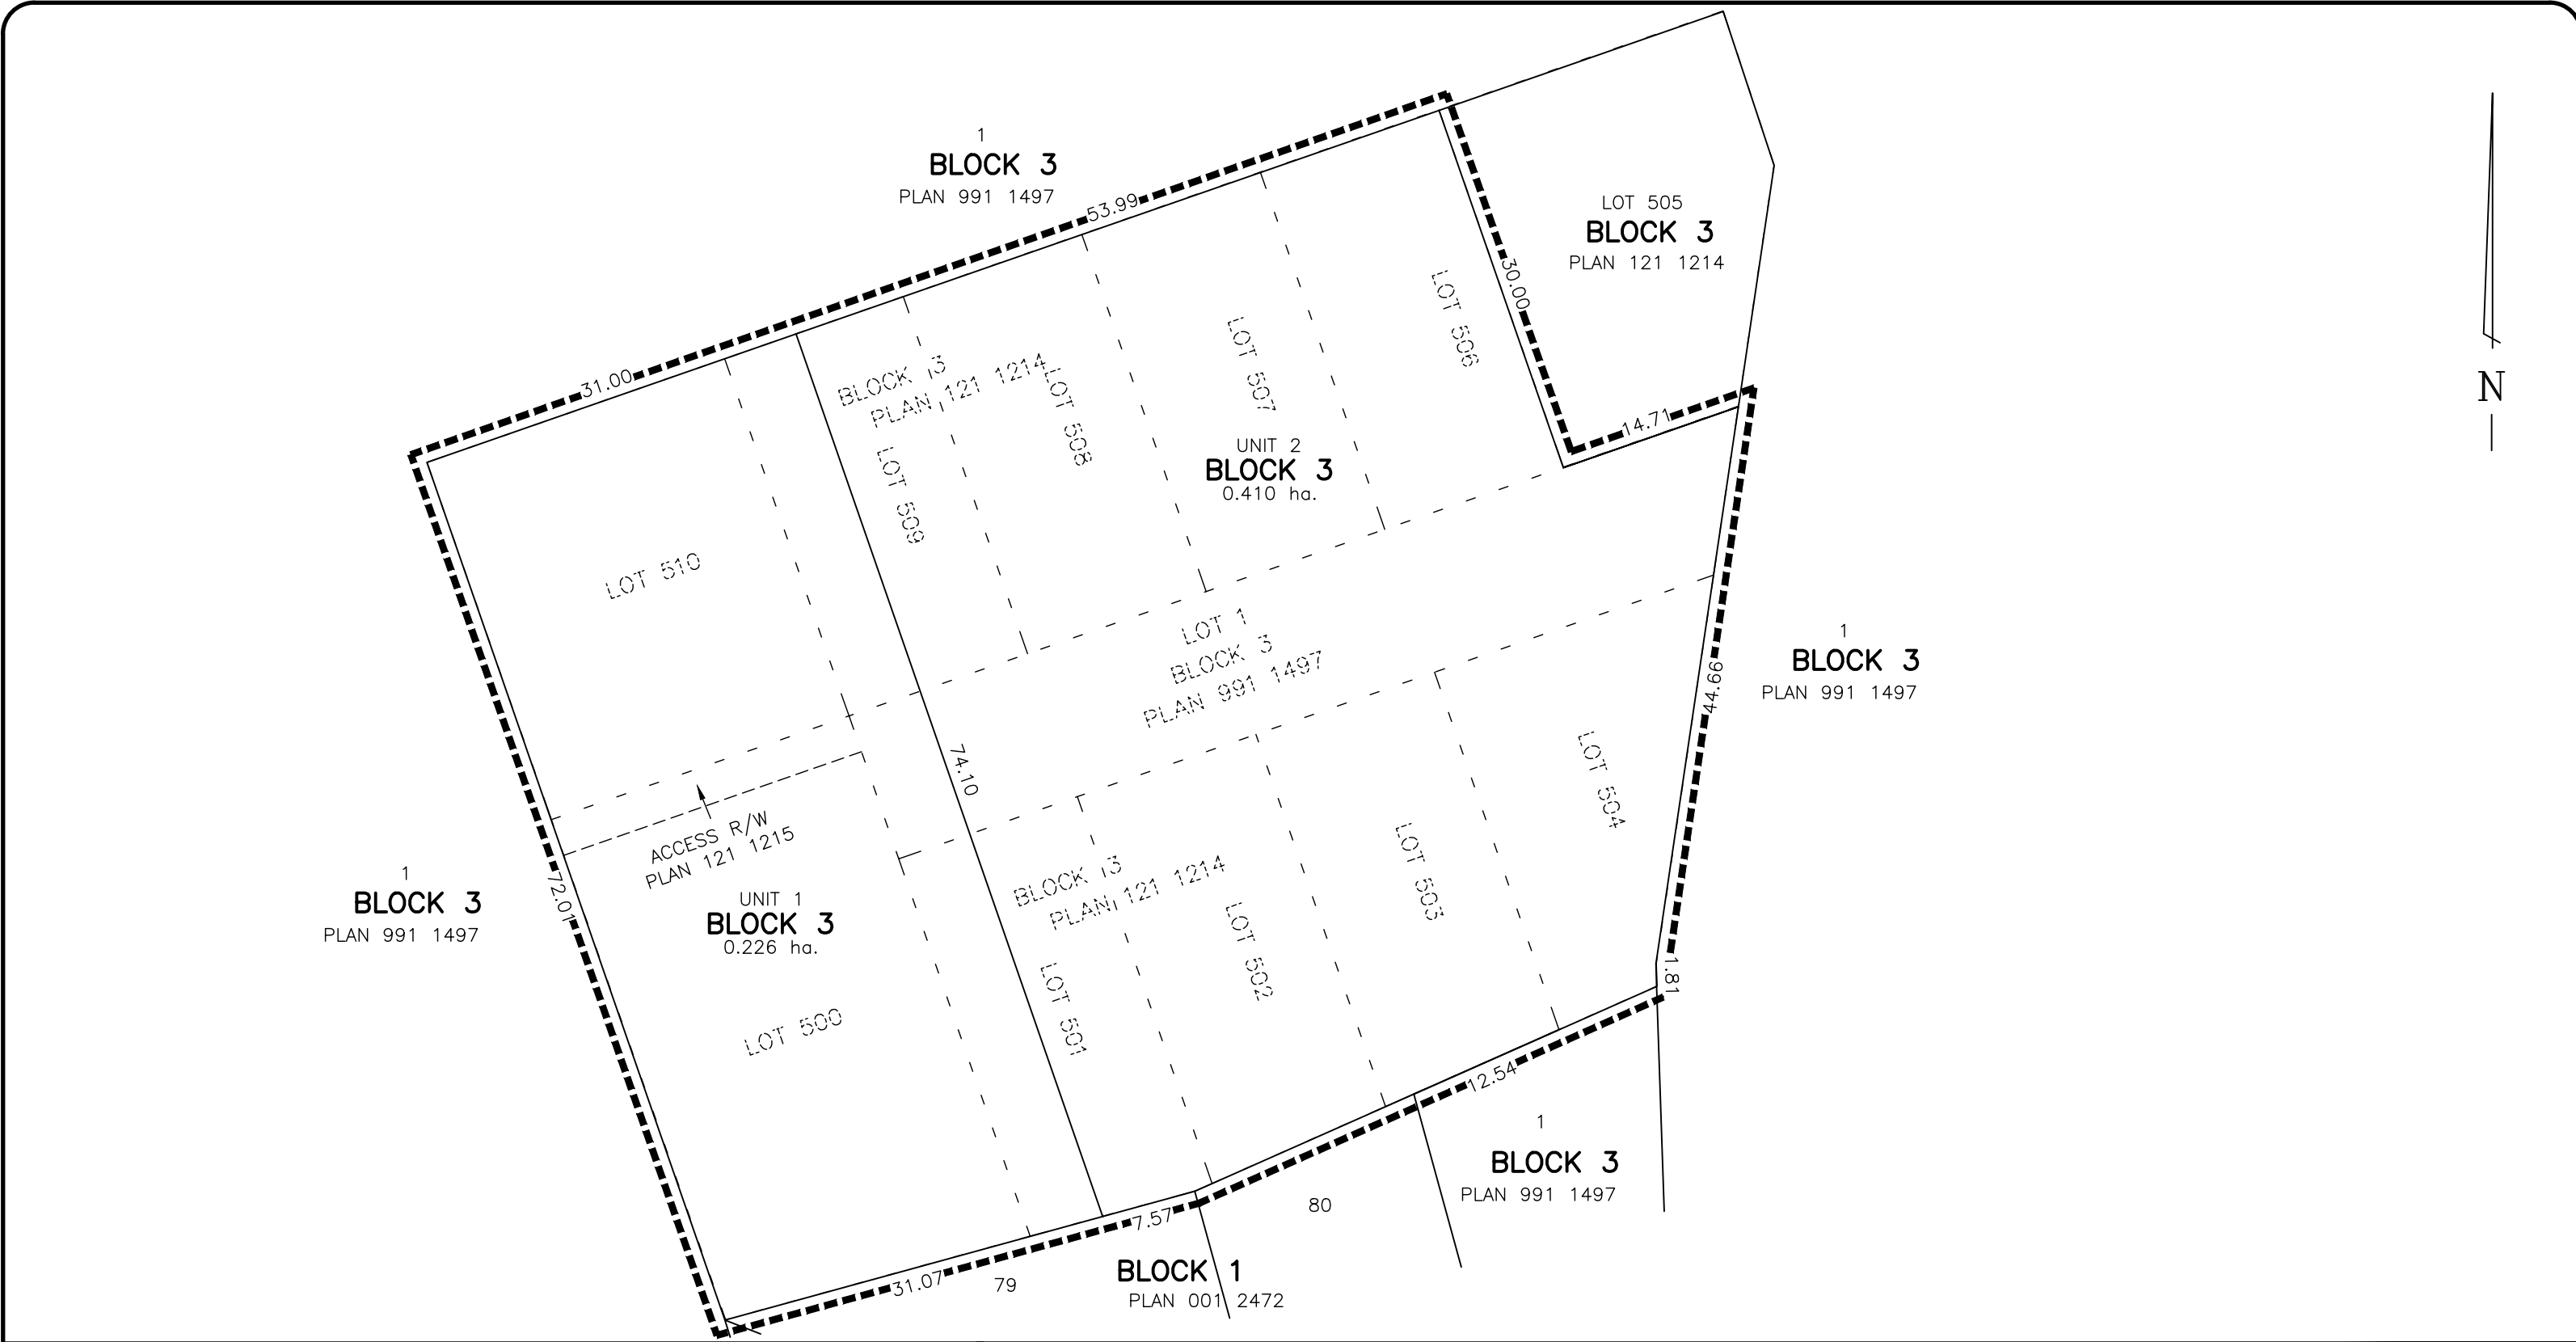 1
BLOCK 3
PLAN 991 1497
53.99
31.00
LOT 505
BLOCK 3
PLAN 121 1214
30.00
14.71
N
BLOCK 3
PLAN 121 1214
LOT 509
LOT 508
LOT 507
LOT 506
UNIT 2
BLOCK 3
0.410 ha.
LOT 510
LOT 1
BLOCK 3
PLAN 991 1497
44.66
1
BLOCK 3
PLAN 991 1497
74.10
ACCESS R/W
PLAN 121 1215
1
BLOCK 3
PLAN 991 1497
72.01
UNIT 1
BLOCK 3
0.226 ha.
LOT 500
BLOCK 3
PLAN 121 1214
LOT 501
LOT 502
LOT 503
LOT 504
1.81
12.54
1
BLOCK 3
PLAN 991 1497
80
7.57
31.07
79
BLOCK 1
PLAN 001 2472